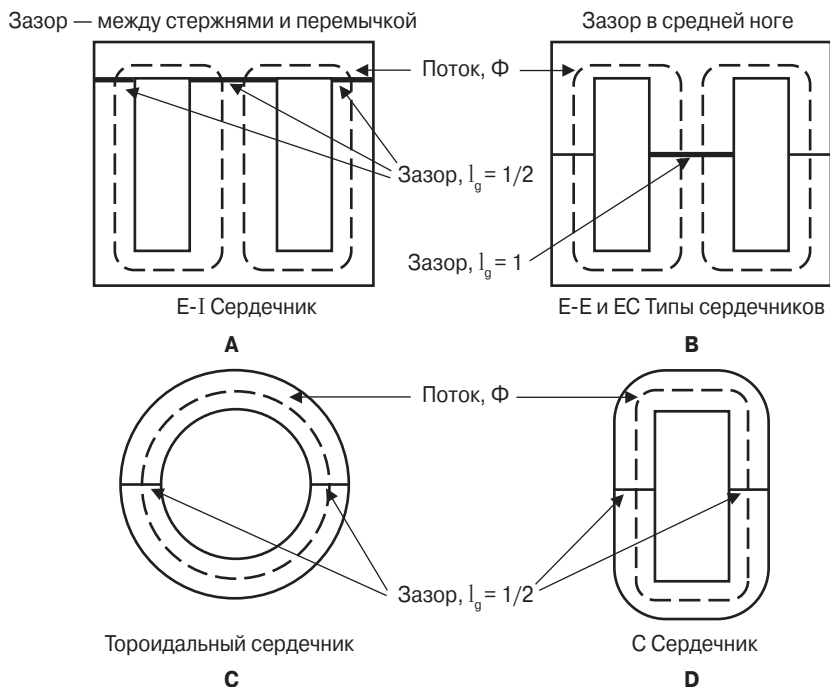 Зазор — между стержнями и перемычкой
Зазор в средней ноге
Поток, Ф
Зазор, lg = 1/2
Зазор, lg = 1
E-I Сердечник
E-E и EC Типы сердечников
A
B
Поток, Ф
Зазор, lg = 1/2
Тороидальный сердечник
C Сердечник
C
D